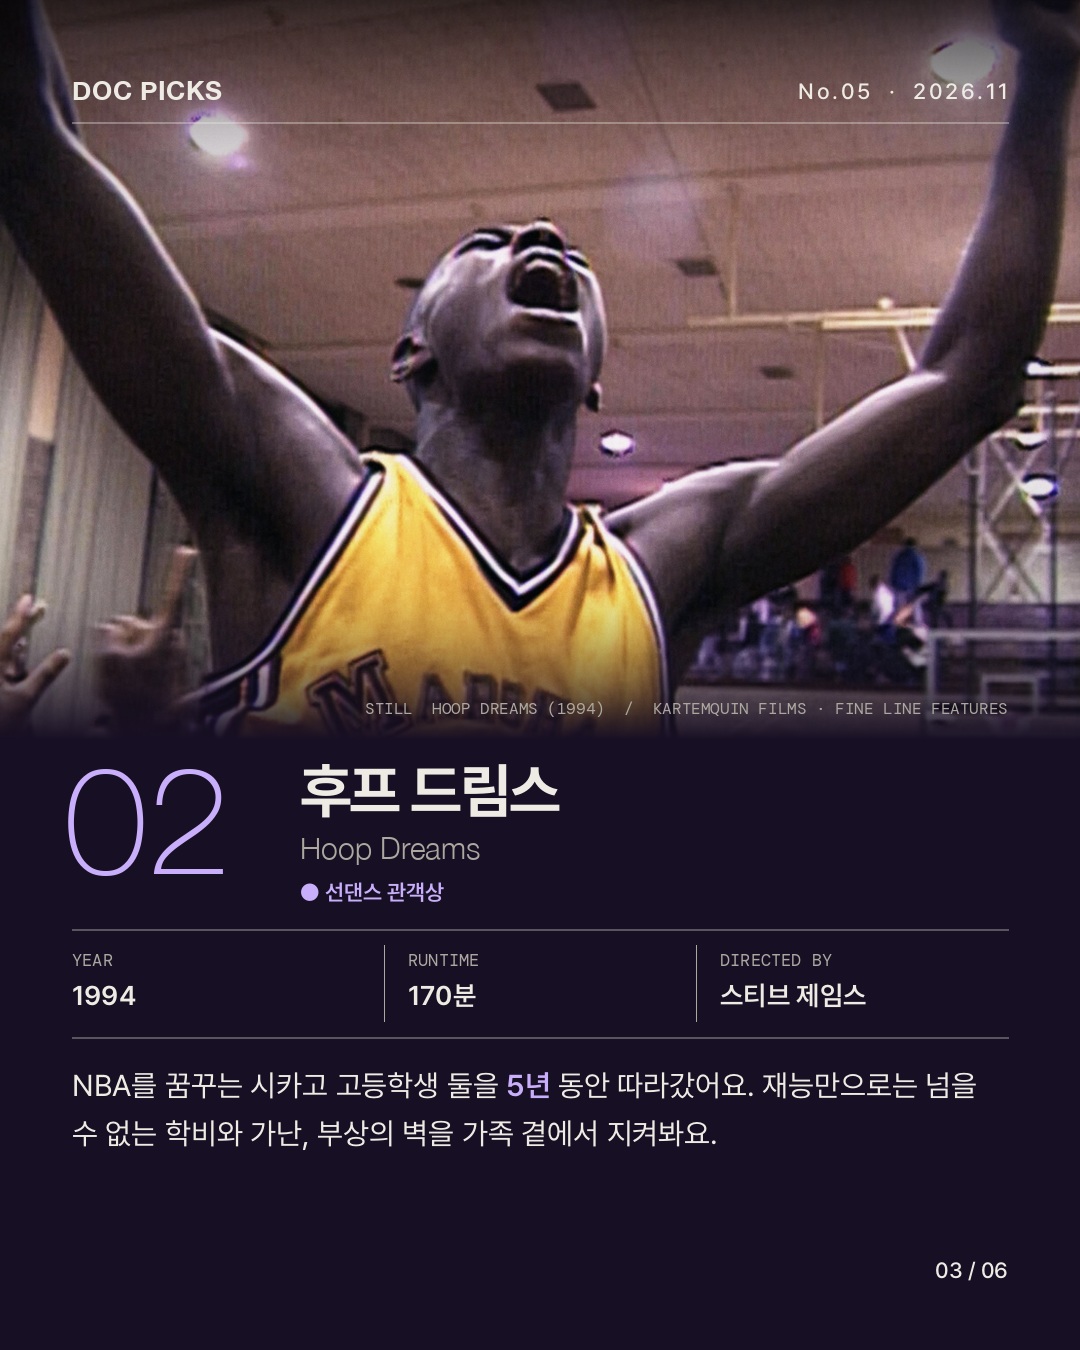 DOC PICKS
No.05 · 2026.11
STILL HOOP DREAMS (1994) / KARTEMQUIN FILMS · FINE LINE FEATURES
02
후프 드림스
Hoop Dreams
● 선댄스 관객상
YEAR
1994
RUNTIME
170분
DIRECTED BY
스티브 제임스
NBA를 꿈꾸는 시카고 고등학생 둘을 5년 동안 따라갔어요. 재능만으로는 넘을
수 없는 학비와 가난, 부상의 벽을 가족 곁에서 지켜봐요.
03 / 06